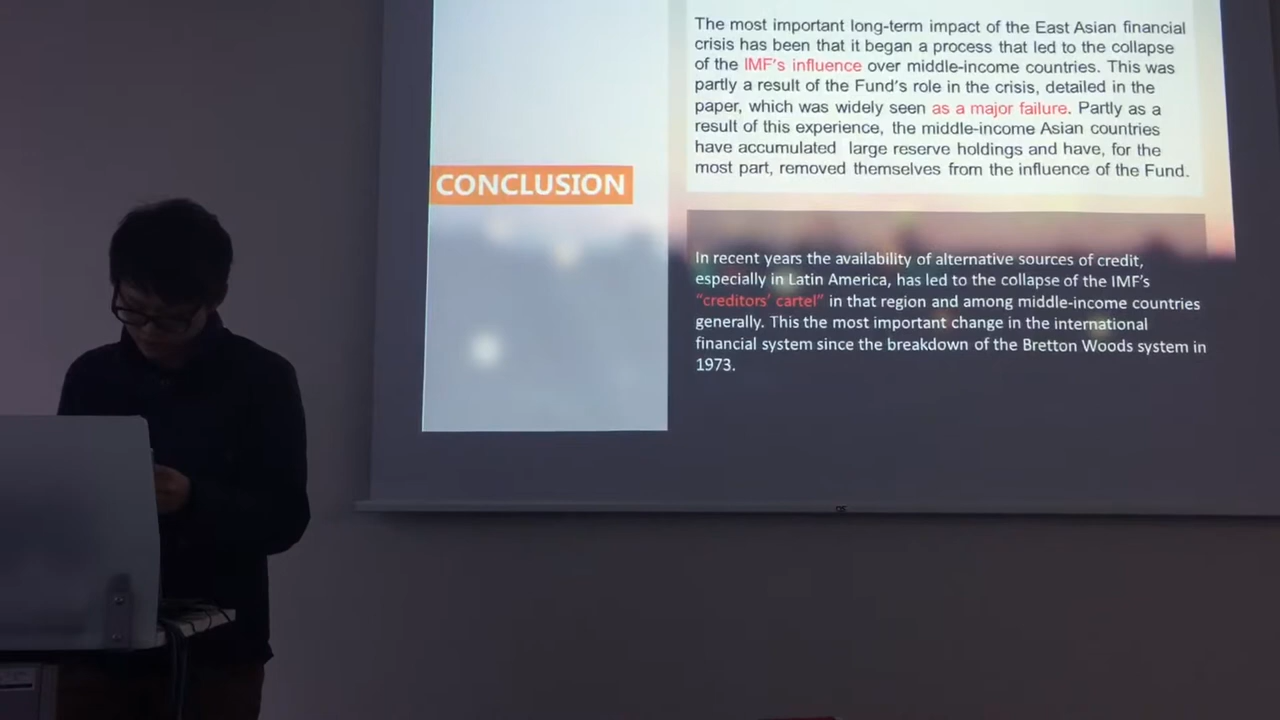 The most important long-term impact of the East Asian financial
crisis has been that it began a process that led to the collapse
of the IMF's influence over middle-income countries. This was
partly a result of the Fund's role in the crisis, detailed in the
paper, which was widely seen as a major failure. Partly as a
result of this experience, the middle-income Asian countries
have accumulated large reserve holdings and have, for the
most part, removed themselves from the influence of the Fund.
CONCLUSION
In recent years the availability of alternative sources of credit,
especially in Latin America, has led to the collapse of the IMF's
"creditors' cartel" in that region and among middle-income countries
generally. This the most important change in the international
financial system since the breakdown of the Bretton Woods system in
1973.